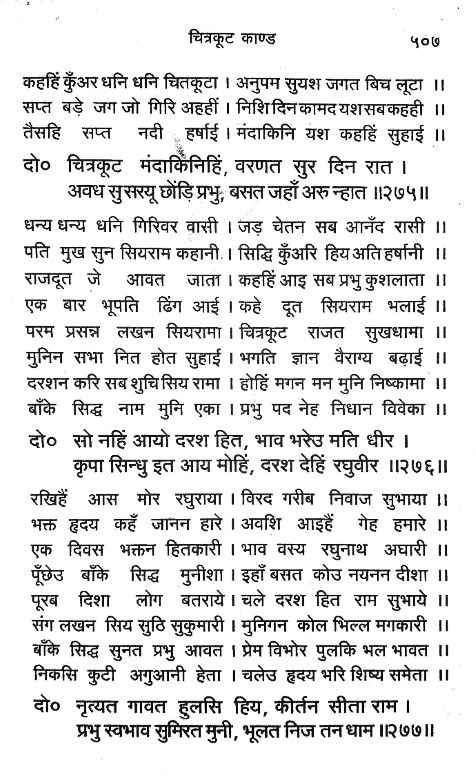 चित्रकूट काण्ड ५०७
कहहिं कुँअर धनि धनि चितकूटा । अनुपम सुयश जगत बिच लूटा ।।
सप्त बड़े जग जो गिरि अहहीं । निशि दिन कामद यश सब कहही ।।
तैसहि सप्त नदी हर्षाई । मंदाकिनि यश कहहिं सुहाई ।।
दो० चित्रकूट मंदाकिनिहिं, वरणत सुर दिन रात ।
अवध सुसरयू छोंड़ि प्रभु, बसत जहाँ अरु न्हात ।।२७५।।
धन्य धन्य धनि गिरिवर वासी । जड़ चेतन सब आनँद रासी ।।
पति मुख सुन सियराम कहानी । सिद्धि कुँअरि हिय अति हर्षानी ।।
राजदूत जे आवत जाता । कहहिं आइ सब प्रभु कुशलाता ।।
एक बार भूपति ढिंग आई । कहे दूत सियराम भलाई ।।
परम प्रसन्न लखन सियरामा । चित्रकूट राजत सुखधामा ।।
मुनिन सभा नित होत सुहाई । भगति ज्ञान वैराग्य बढ़ाई ।।
दरशन करि सब शुचि सिय रामा । होहिं मगन मन मुनि निष्कामा ।।
बाँके सिद्ध नाम मुनि एका । प्रभु पद नेह निधान विवेका ।।
दो० सो नहिं आयो दरश हित, भाव भरेउ मति धीर ।
कृपा सिन्धु इत आय मोहिं, दरश देहिं रघुवीर ।।२७६।।
रखिहैं आस मोर रघुराया । विरद गरीब निवाज सुभाया ।।
भक्त हृदय कहँ जानन हारे । अवशि आइहैं गेह हमारे ।।
एक दिवस भक्तन हितकारी । भाव वस्य रघुनाथ अघारी ।।
पूँछेउ बाँके सिद्ध मुनीशा । इहाँ बसत कोउ नयनन दीशा ।।
पूरब दिशा लोग बतराये । चले दरश हित राम सुभाये ।।
संग लखन सिय सुठि सुकुमारी । मुनिगन कोल भिल्ल मगकारी ।।
बाँके सिद्ध सुनत प्रभु आवत । प्रेम विभोर पुलकि भल भावत ।।
निकसि कुटी अगुआनी हेता । चलेउ हृदय भरि शिष्य समेता ।।
दो० नृत्यत गावत हुलसि हिय, कीर्तन सीता राम ।
प्रभु स्वभाव सुमिरत मुनी, भूलत निज तन धाम ।।२७७।।